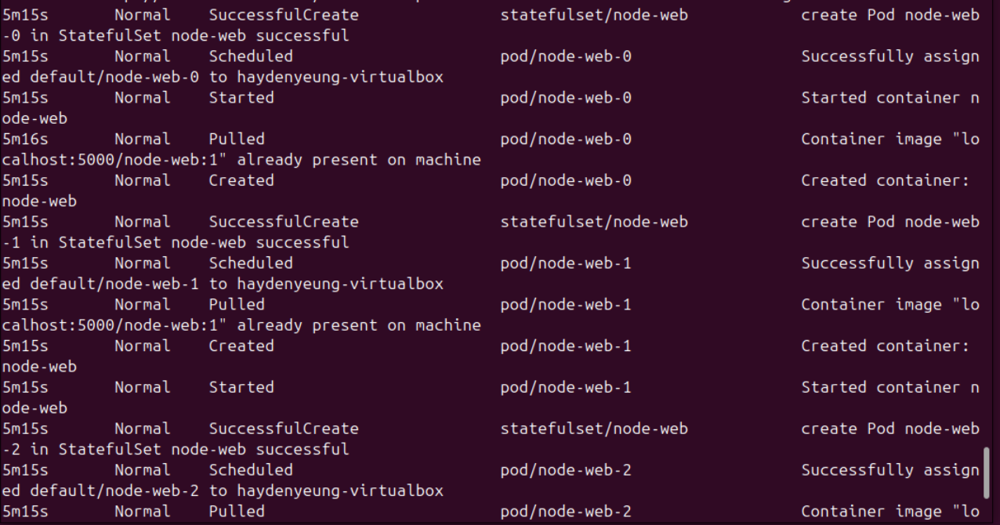 5m15s       Normal    SuccessfulCreate               statefulset/node-web            create Pod node-web
-0 in StatefulSet node-web successful
5m15s       Normal    Scheduled                      pod/node-web-0                  Successfully assign
ed default/node-web-0 to haydenyeung-virtualbox
5m15s       Normal    Started                        pod/node-web-0                  Started container n
ode-web
5m16s       Normal    Pulled                         pod/node-web-0                  Container image "lo
calhost:5000/node-web:1" already present on machine
5m15s       Normal    Created                        pod/node-web-0                  Created container:
node-web
5m15s       Normal    SuccessfulCreate               statefulset/node-web            create Pod node-web
-1 in StatefulSet node-web successful
5m15s       Normal    Scheduled                      pod/node-web-1                  Successfully assign
ed default/node-web-1 to haydenyeung-virtualbox
5m15s       Normal    Pulled                         pod/node-web-1                  Container image "lo
calhost:5000/node-web:1" already present on machine
5m15s       Normal    Created                        pod/node-web-1                  Created container:
node-web
5m15s       Normal    Started                        pod/node-web-1                  Started container n
ode-web
5m15s       Normal    SuccessfulCreate               statefulset/node-web            create Pod node-web
-2 in StatefulSet node-web successful
5m15s       Normal    Scheduled                      pod/node-web-2                  Successfully assign
ed default/node-web-2 to haydenyeung-virtualbox
5m15s       Normal    Pulled                         pod/node-web-2                  Container image "lo